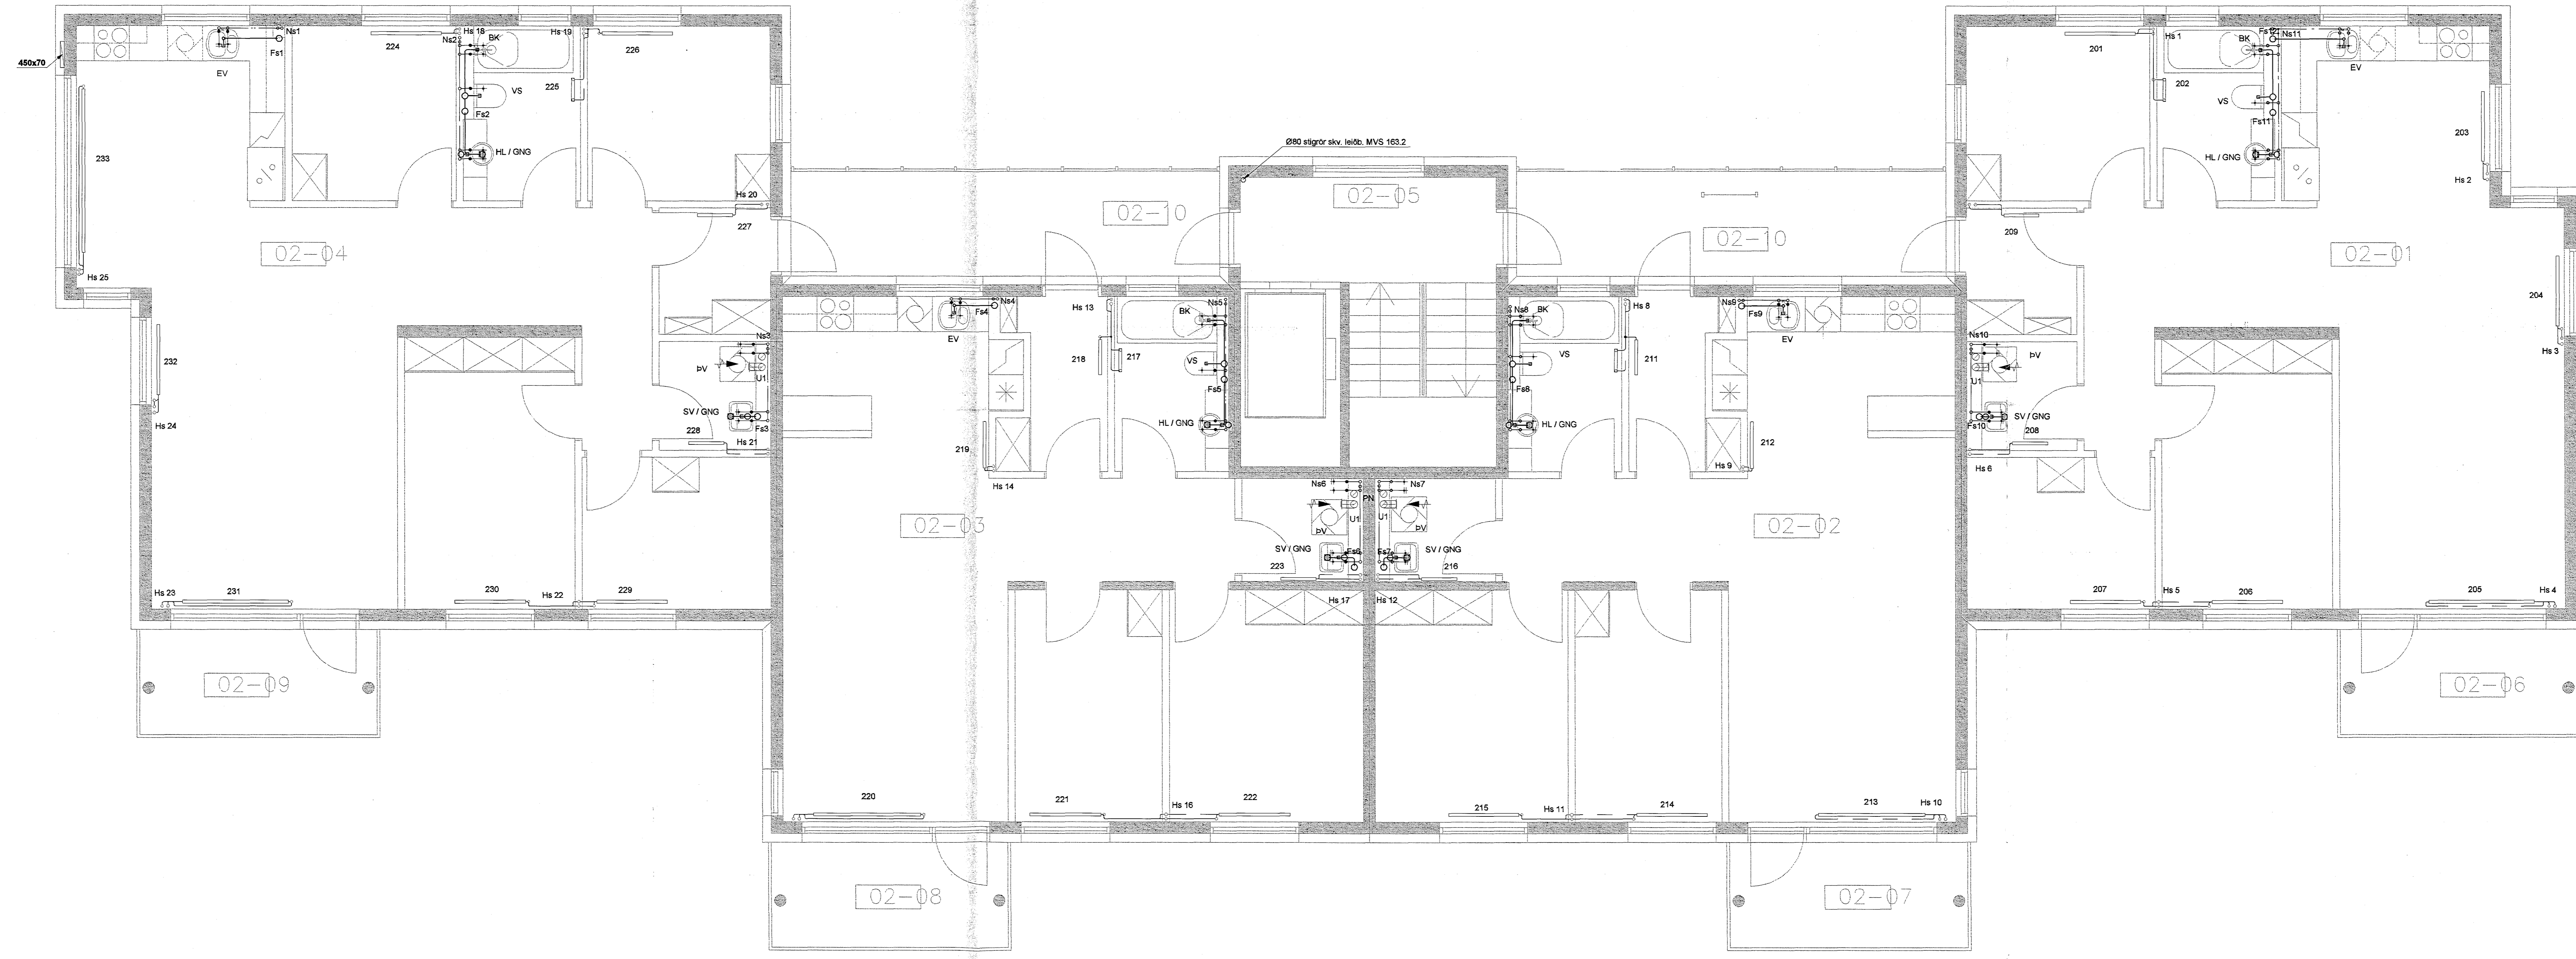 Ns1
Fs1
EV
450x70
224
Hs 18
Ns2
BK
VS
225
Fs2
HL / GNG
Hs 19
226
233
Hs 20
227
02-04
Hs 25
232
Hs 24
Ns3
ÞV
U1
SV / GNG
Fs3
228
Hs 21
Hs 23
231
230
Hs 22
229
02-09
02-10
Ø80 stigrör skv. leiðb. MVS 163.2
02-05
02-10
Ns4
Fs4
EV
Hs 13
218
217
BK
Ns5
VS
Fs5
HL / GNG
219
Hs 14
02-03
Ns6
PN
U1
ÞV
SV / GNG
Fs6
223
Hs 17
220
221
Hs 16
222
02-08
Ns8
BK
VS
Fs8
HL / GNG
Hs 8
211
Ns9
Fs9
EV
212
Hs 9
Ns7
U1
ÞV
SV / GNG
Fs7
216
Hs 12
02-02
215
Hs 11
214
213
Hs 10
02-07
201
Hs 1
BK
Fs12
Ns11
EV
202
VS
Fs11
HL / GNG
203
Hs 2
209
02-01
204
Hs 3
Ns10
ÞV
U1
SV / GNG
Fs10
208
Hs 6
207
Hs 5
206
205
Hs 4
02-06